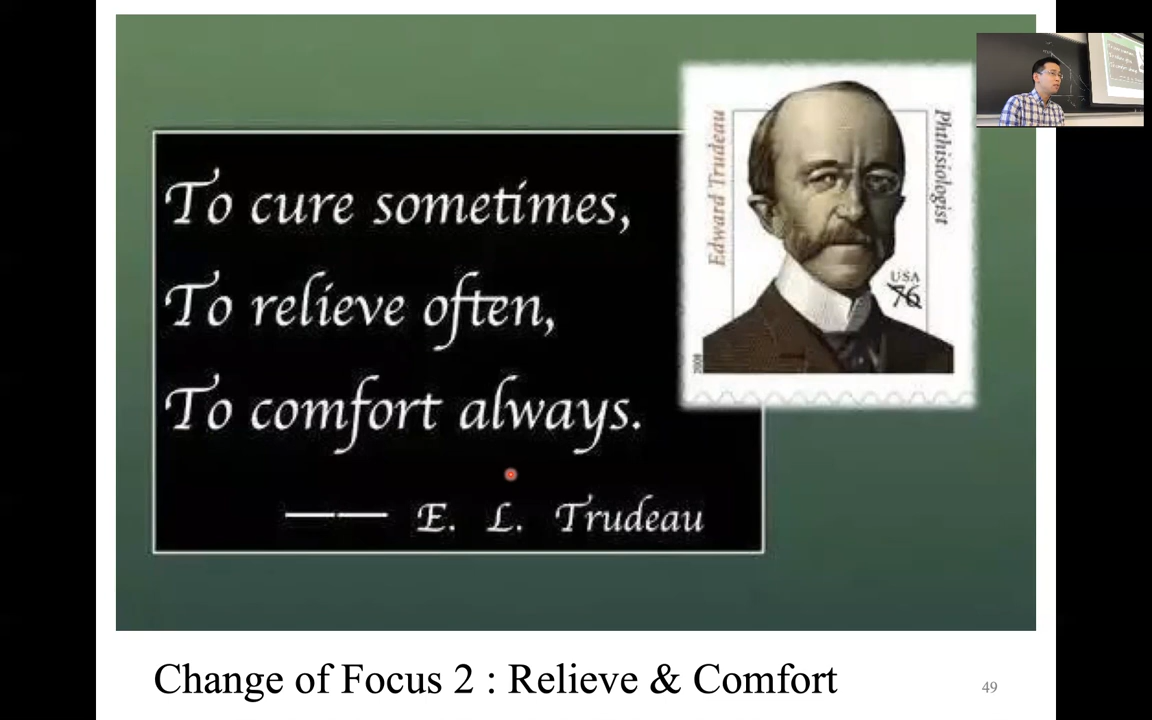 To cure sometimes,
To relieve often,
To comfort always.
—— E. L. Trudeau
Edward Trudeau
Phthisiologist
USA
76
2008
Change of Focus 2 : Relieve & Comfort
49